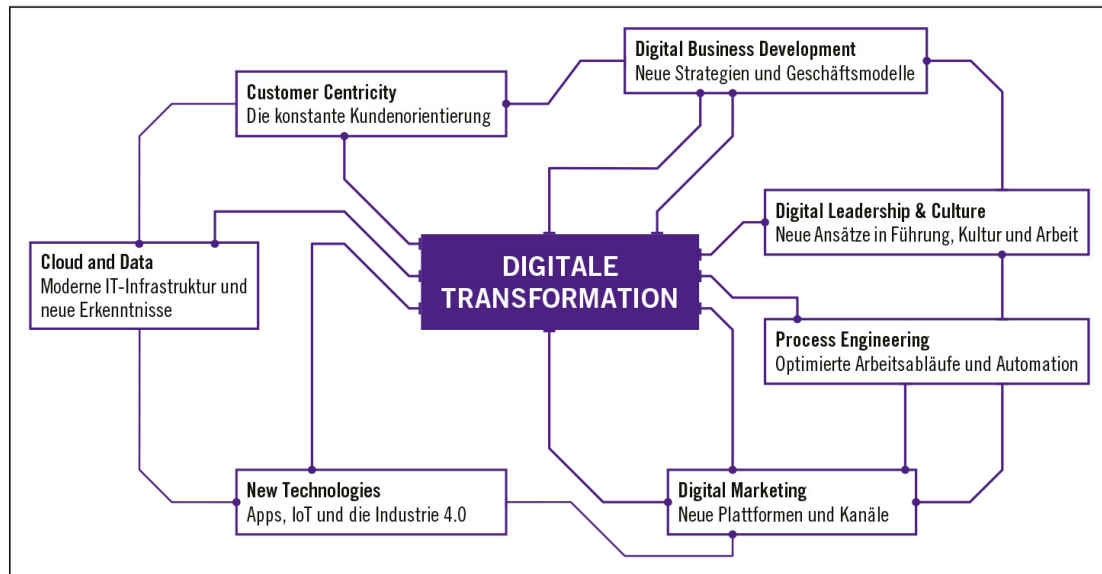 Digital Business Development
Neue Strategien und Geschäftsmodelle
Customer Centricity
Die konstante Kundenorientierung
Digital Leadership & Culture
Neue Ansätze in Führung, Kultur und Arbeit
Cloud and Data
Moderne IT-Infrastruktur und
neue Erkenntnisse
DIGITALE
TRANSFORMATION
Process Engineering
Optimierte Arbeitsabläufe und Automation
New Technologies
Apps, IoT und die Industrie 4.0
Digital Marketing
Neue Plattformen und Kanäle